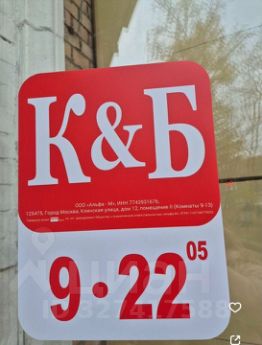 К&Б
ООО «Альфа - М», ИНН 7743931676,
125475, Город Москва, Клинская улица, дом 12, помещение II (Комнаты 9-13)
9·22 05
циан